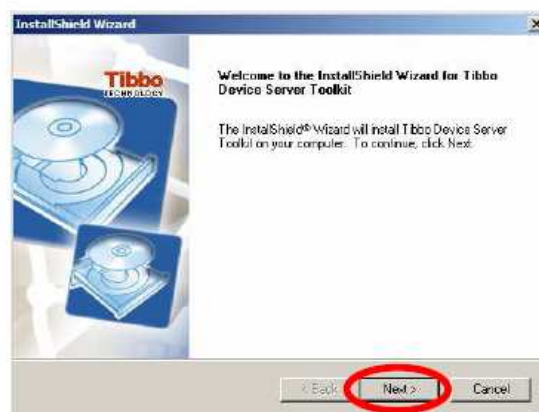 InstallShield Wizard
Tibbo
TECHNOLOGY
Welcome to the InstallShield Wizard for Tibbo
Device Server Toolkit
The InstallShield® Wizard will install Tibbo Device Server
Toolkit on your computer. To continue, click Next.
< Back
Next >
Cancel